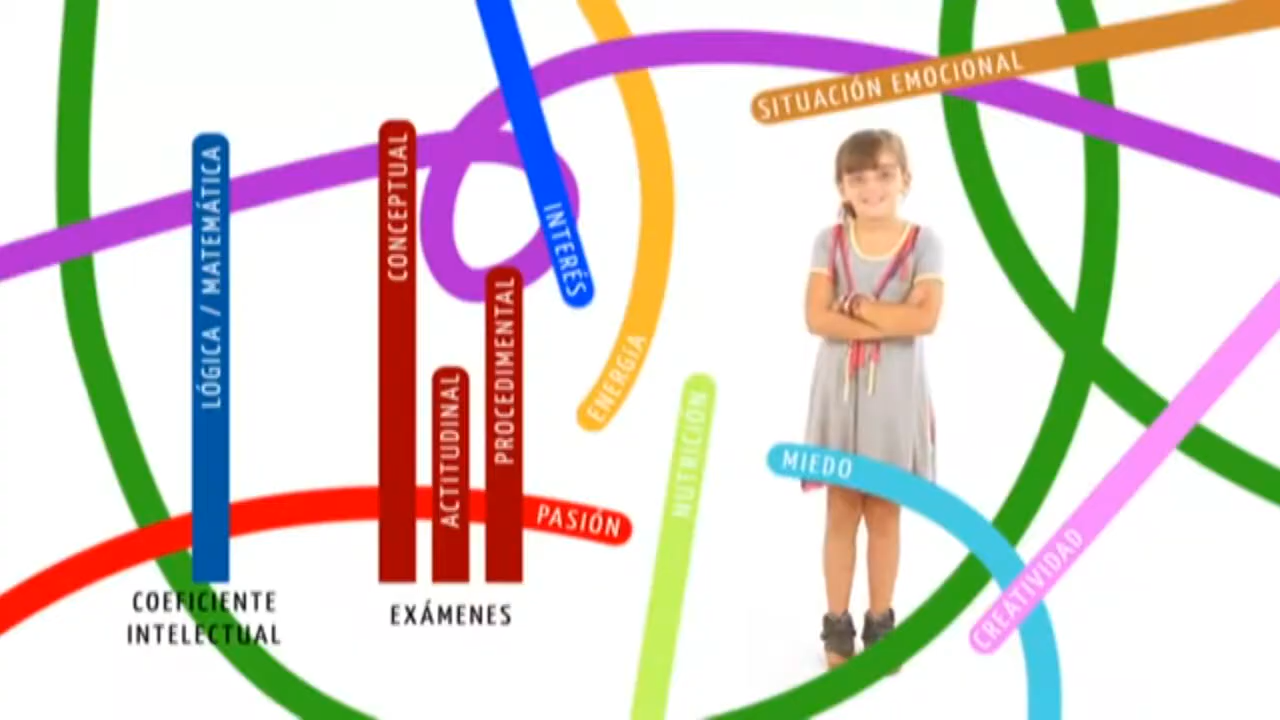 SITUACIÓN EMOCIONAL
LÓGICA / MATEMÁTICA
CONCEPTUAL
INTERÉS
PROCEDIMENTAL
ENERGÍA
ACTITUDINAL
NUTRICIÓN
MIEDO
PASIÓN
CREATIVIDAD
COEFICIENTE
INTELECTUAL
EXÁMENES